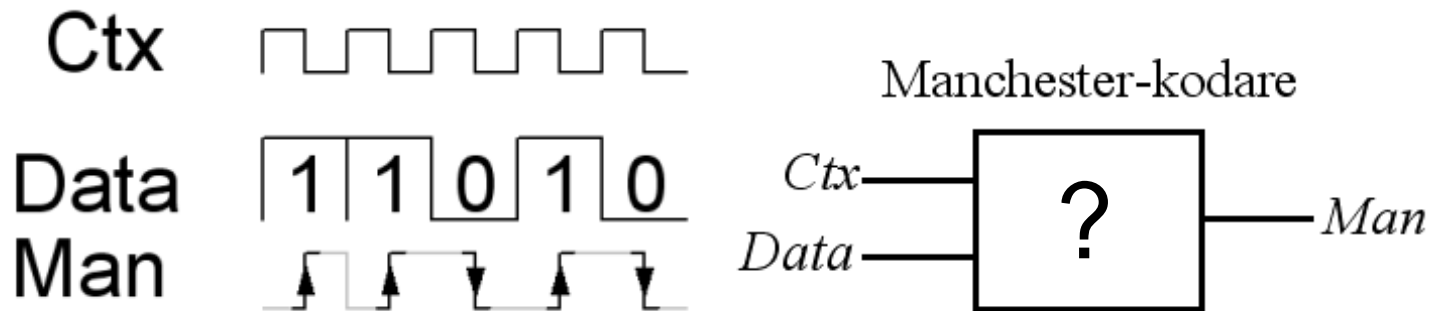 Ctx
Data 1 1 0 1 0
Man
Manchester-kodare
Ctx
Data
?
Man